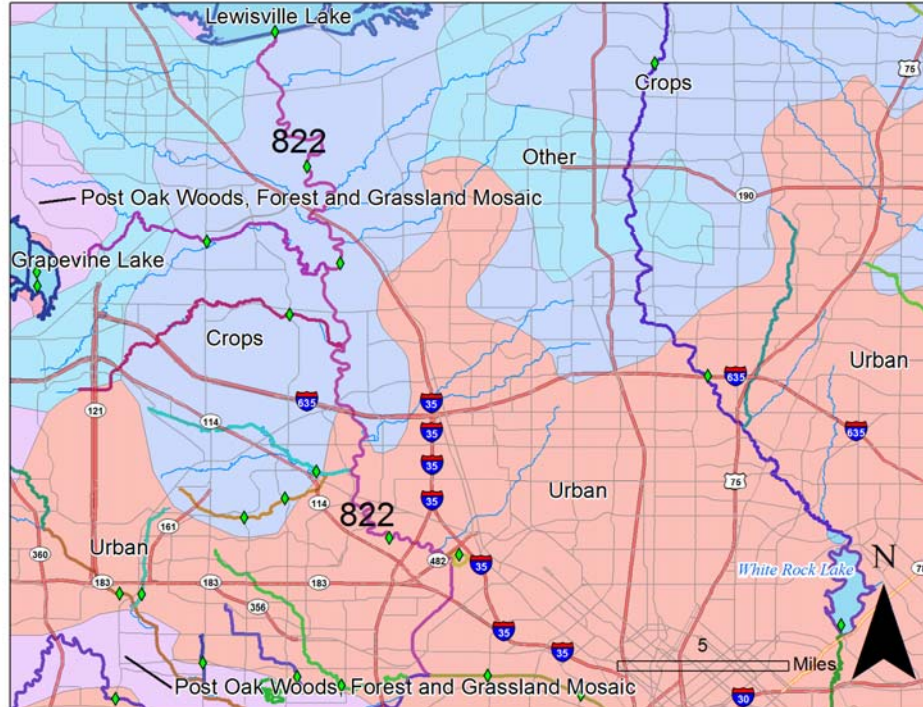 Lewisville Lake
75
Crops
822
Other
190
Post Oak Woods, Forest and Grassland Mosaic
Grapevine Lake
Crops
Urban
635
635
35
121
114
35
635
35
75
114
35
Urban
822
161
482
360
Urban
35
N
White Rock Lake
183
183
183
78
356
35
35
5
Miles
Post Oak Woods, Forest and Grassland Mosaic
30